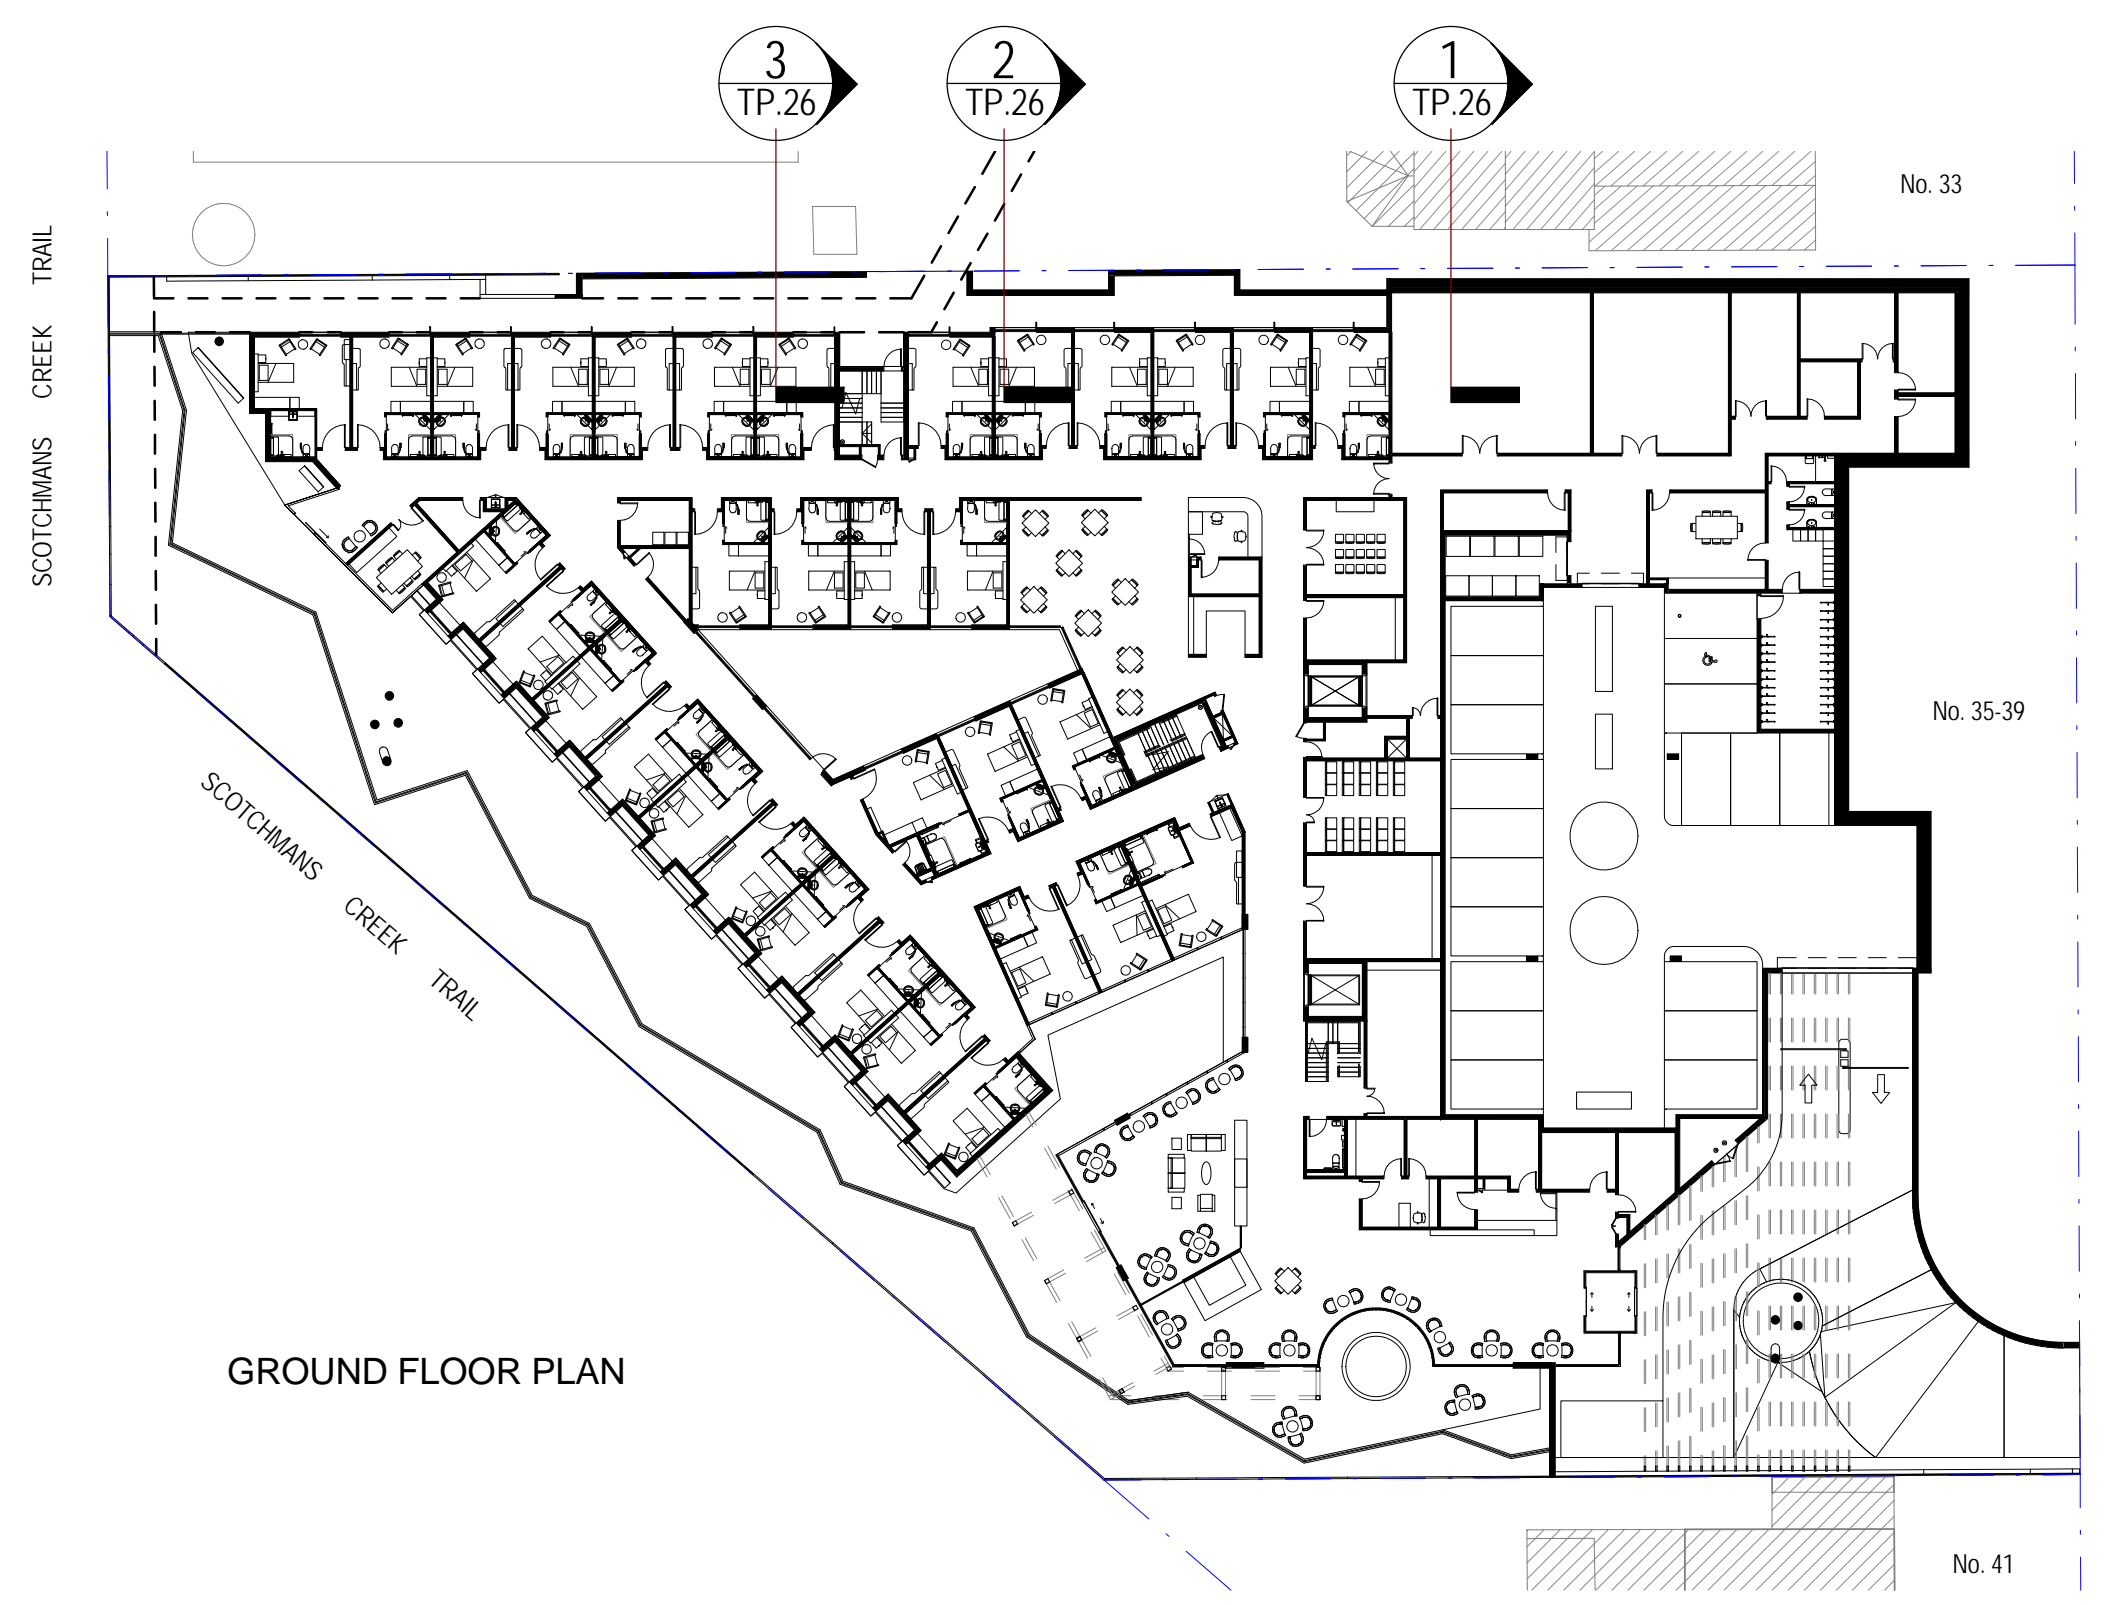 3
TP.26
2
TP.26
1
TP.26
No. 33
SCOTCHMANS CREEK TRAIL
No. 35-39
SCOTCHMANS CREEK TRAIL
GROUND FLOOR PLAN
No. 41